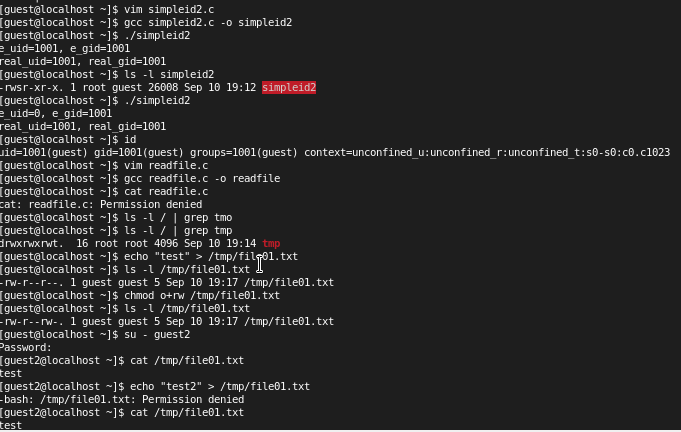 [guest@localhost ~]$ vim simpleid2.c
[guest@localhost ~]$ gcc simpleid2.c -o simpleid2
[guest@localhost ~]$ ./simpleid2
e_uid=1001, e_gid=1001
real_uid=1001, real_gid=1001
[guest@localhost ~]$ ls -l simpleid2
-rwsr-xr-x. 1 root guest 26008 Sep 10 19:12 simpleid2
[guest@localhost ~]$ ./simpleid2
e_uid=0, e_gid=1001
real_uid=1001, real_gid=1001
[guest@localhost ~]$ id
uid=1001(guest) gid=1001(guest) groups=1001(guest) context=unconfined_u:unconfined_r:unconfined_t:s0-s0:c0.c1023
[guest@localhost ~]$ vim readfile.c
[guest@localhost ~]$ gcc readfile.c -o readfile
[guest@localhost ~]$ cat readfile.c
cat: readfile.c: Permission denied
[guest@localhost ~]$ ls -l / | grep tmo
[guest@localhost ~]$ ls -l / | grep tmp
drwxrwxrwt.  16 root root 4096 Sep 10 19:14 tmp
[guest@localhost ~]$ echo "test" > /tmp/file01.txt
[guest@localhost ~]$ ls -l /tmp/file01.txt
-rw-r--r--. 1 guest guest 5 Sep 10 19:17 /tmp/file01.txt
[guest@localhost ~]$ chmod o+rw /tmp/file01.txt
[guest@localhost ~]$ ls -l /tmp/file01.txt
-rw-r--rw-. 1 guest guest 5 Sep 10 19:17 /tmp/file01.txt
[guest@localhost ~]$ su - guest2
Password:
[guest2@localhost ~]$ cat /tmp/file01.txt
test
[guest2@localhost ~]$ echo "test2" > /tmp/file01.txt
-bash: /tmp/file01.txt: Permission denied
[guest2@localhost ~]$ cat /tmp/file01.txt
test